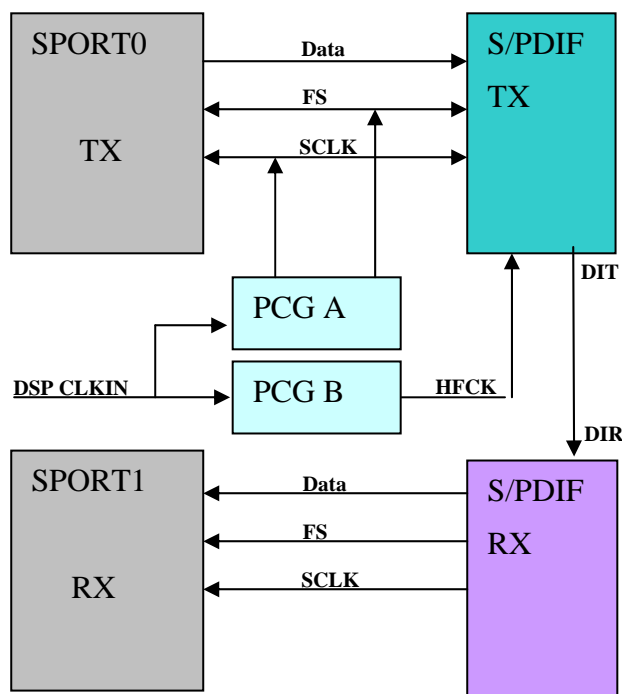 SPORT0
TX
Data
FS
SCLK
S/PDIF
TX
DIT
PCG A
DSP CLKIN
PCG B
HFCK
DIR
SPORT1
RX
Data
FS
SCLK
S/PDIF
RX